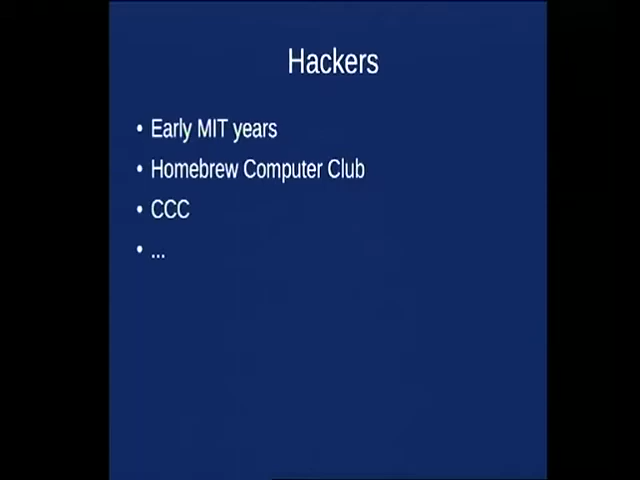 Hackers
• Early MIT years
• Homebrew Computer Club
• CCC
• ...